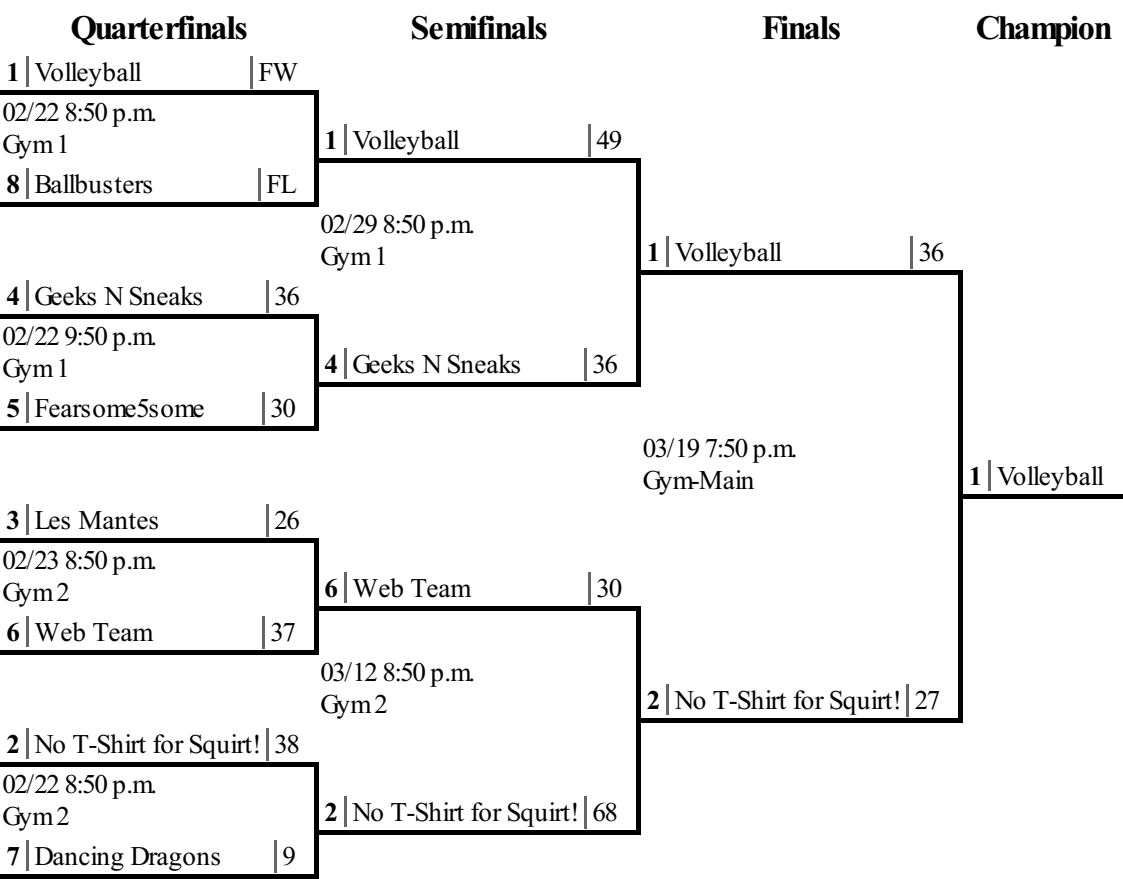 Quarterfinals Semifinals Finals Champion
1 Volleyball FW
02/22 8:50 p.m.
Gym 1
8 Ballbusters FL
4 Geeks N Sneaks 36
02/22 9:50 p.m.
Gym 1
5 Fearsome5some 30
3 Les Mantes 26
02/23 8:50 p.m.
Gym 2
6 Web Team 37
2 No T-Shirt for Squirt! 38
02/22 8:50 p.m.
Gym 2
7 Dancing Dragons 9
1 Volleyball 49
02/29 8:50 p.m.
Gym 1
4 Geeks N Sneaks 36
6 Web Team 30
03/12 8:50 p.m.
Gym 2
2 No T-Shirt for Squirt! 68
1 Volleyball 36
03/19 7:50 p.m.
Gym-Main
2 No T-Shirt for Squirt! 27
1 Volleyball